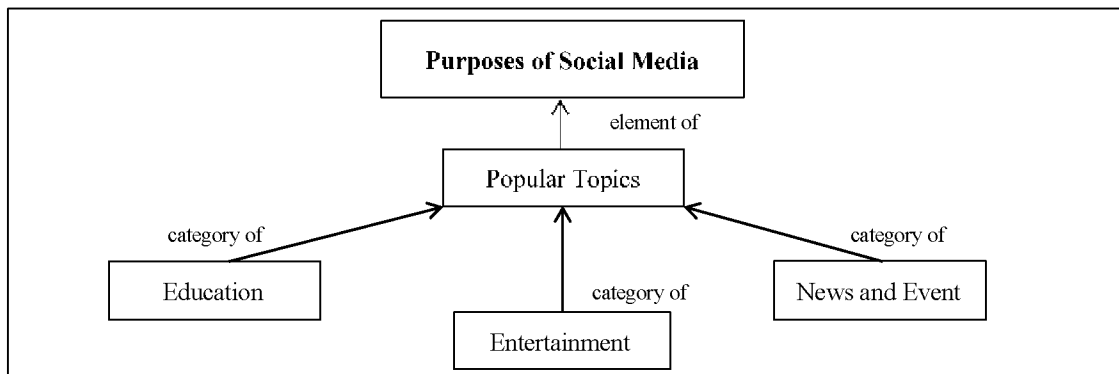 Purposes of Social Media
element of
Popular Topics
category of
category of
Education
category of
News and Event
Entertainment